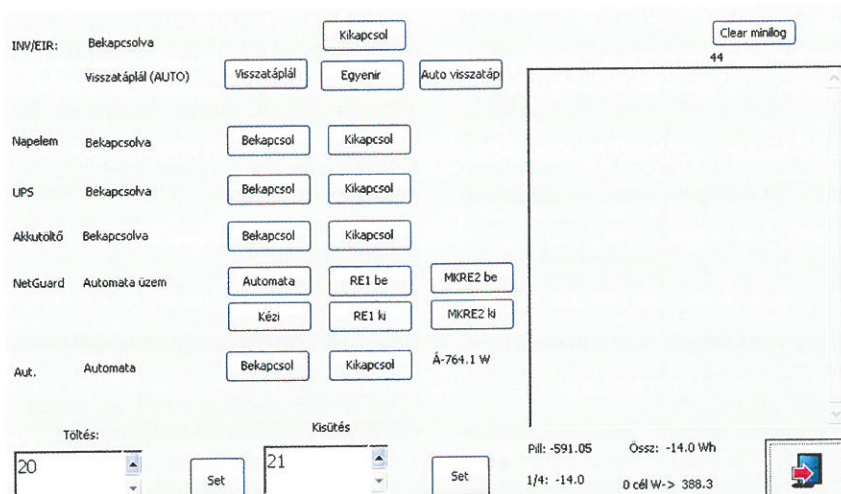 INV/EIR: Bekapcsolva Kikapcsol Clear minilog
44
Visszatáplál (AUTO) Visszatáplál Egyenir Auto visszatáp
Napelem Bekapcsolva Bekapcsol Kikapcsol
UPS Bekapcsolva Bekapcsol Kikapcsol
Akkutöltő Bekapcsolva Bekapcsol Kikapcsol
NetGuard Automata üzem Automata RE1 be MKRE2 be
Kézi RE1 ki MKRE2 ki
Aut. Automata Bekapcsol Kikapcsol Á-764.1 W
Töltés: Kisütés
20 Set 21 Set
Pill: -591.05 Össz: -14.0 Wh
1/4: -14.0 0 cél W-> 388.3